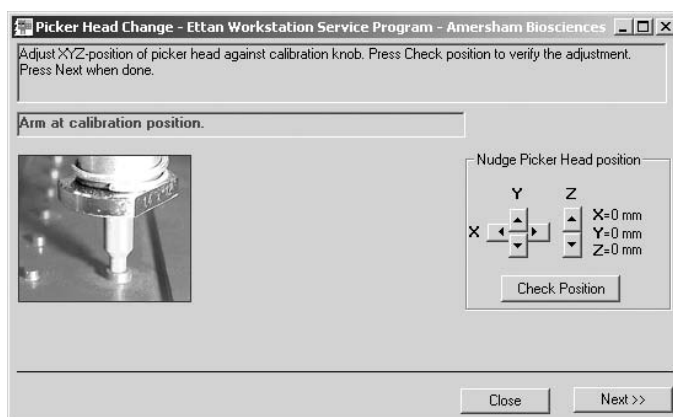 Picker Head Change - Ettan Workstation Service Program - Amersham Biosciences
Adjust XYZ-position of picker head against calibration knob. Press Check position to verify the adjustment.
Press Next when done.
Arm at calibration position.
Nudge Picker Head position
Y Z
X
X=0 mm
Y=0 mm
Z=0 mm
Check Position
Close Next >>